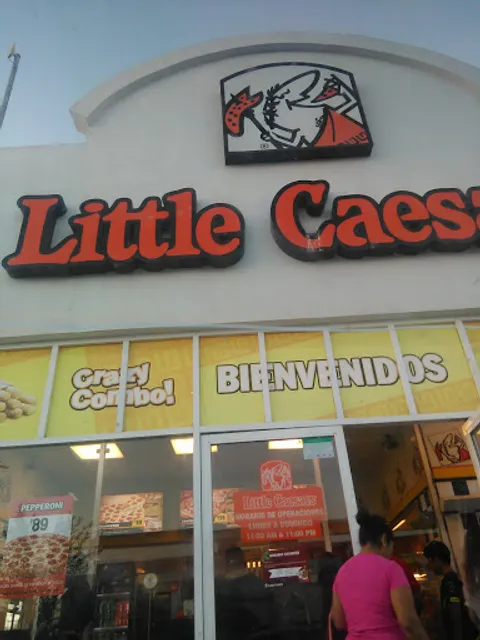 Little Caesa
Crazy
Combo!
BIENVENIDOS
PEPPERONI
$89
Little Caesars
HORARIO DE OPERACIONES
LUNES A DOMINGO
11:00 AM A 11:00 PM